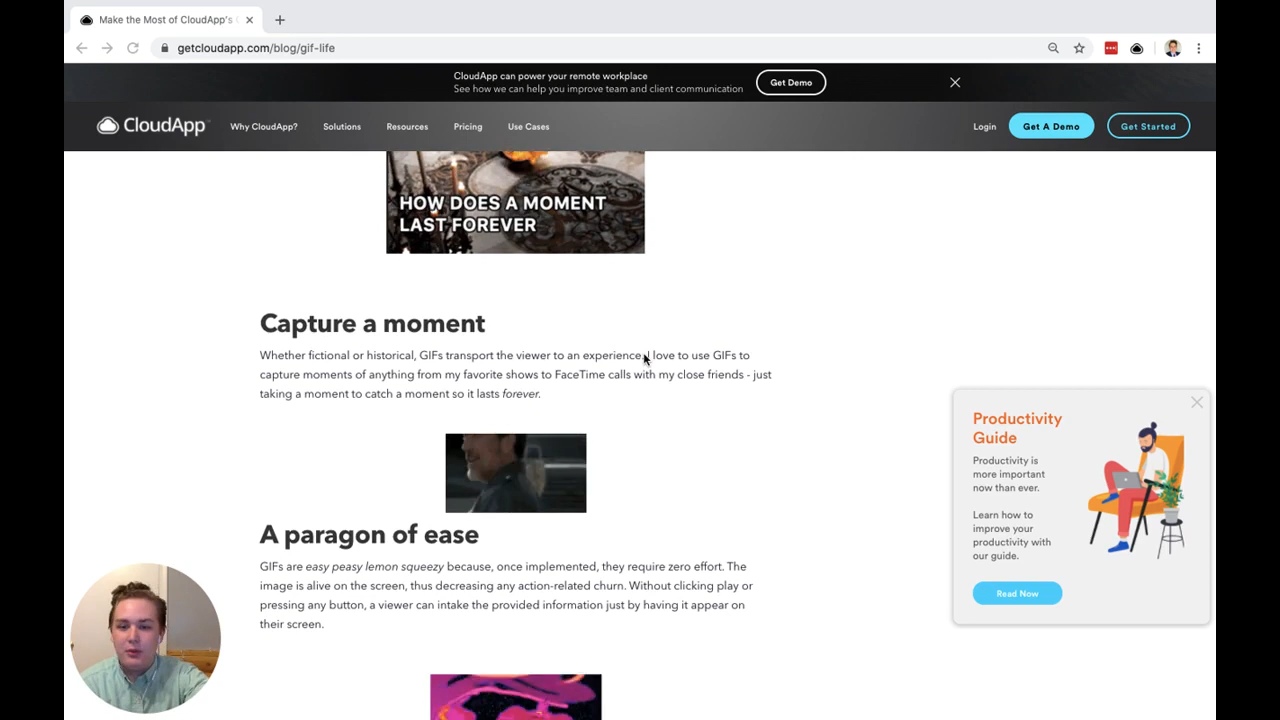 Make the Most of CloudApp's
getcloudapp.com/blog/gif-life
CloudApp can power your remote workplace
See how we can help you improve team and client communication
Get Demo
CloudApp
Why CloudApp?
Solutions
Resources
Pricing
Use Cases
Login
Get A Demo
Get Started
HOW DOES A MOMENT
LAST FOREVER
Capture a moment
Whether fictional or historical, GIFs transport the viewer to an experience. I love to use GIFs to
capture moments of anything from my favorite shows to FaceTime calls with my close friends - just
taking a moment to catch a moment so it lasts forever.
A paragon of ease
GIFs are easy peasy lemon squeezy because, once implemented, they require zero effort. The
image is alive on the screen, thus decreasing any action-related churn. Without clicking play or
pressing any button, a viewer can intake the provided information just by having it appear on
their screen.
Productivity
Guide
Productivity is
more important
now than ever.
Learn how to
improve your
productivity with
our guide.
Read Now